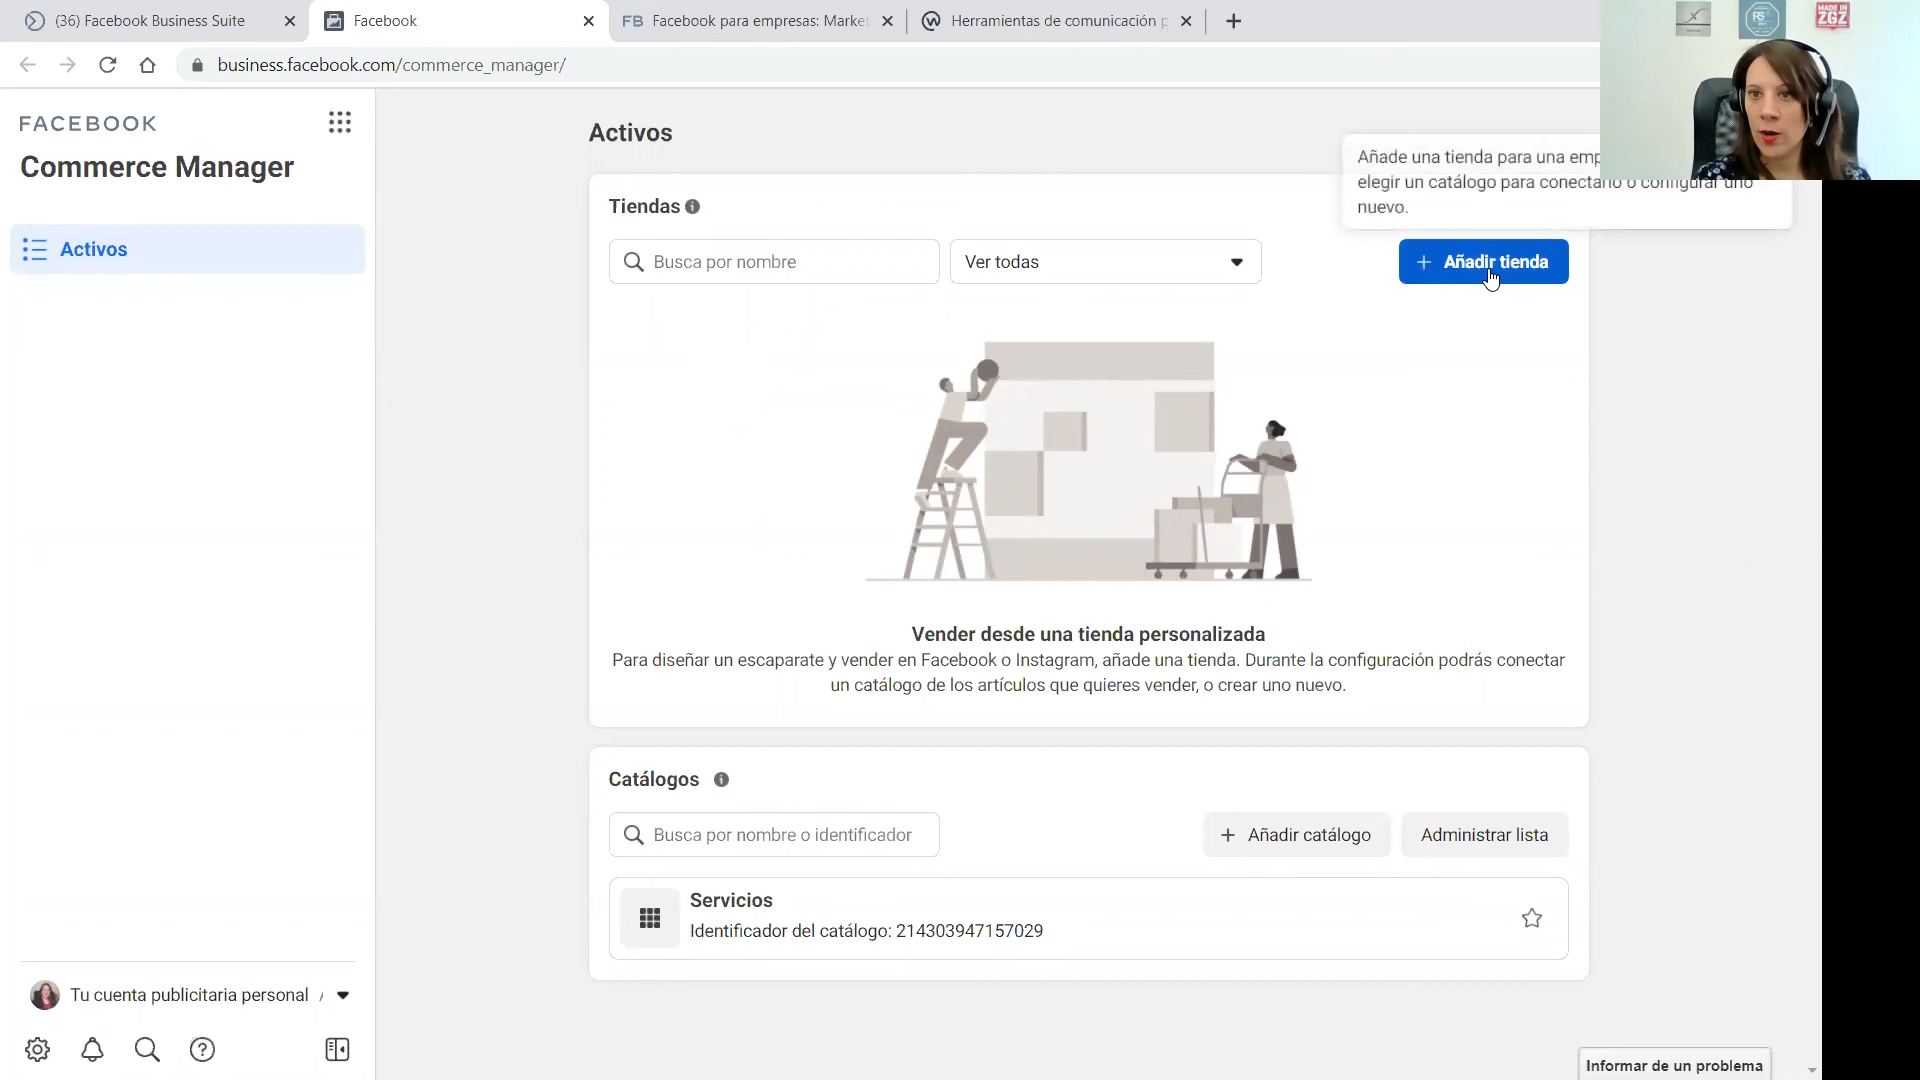 (36) Facebook Business Suite
Facebook
FB Facebook para empresas: Marke
Herramientas de comunicación p
business.facebook.com/commerce_manager/
MADE IN
ZGZ
RS
FACEBOOK
Commerce Manager
Activos
Activos
Añade una tienda para una emp
elegir un catálogo para conectarlo o configurar uno
nuevo.
Tiendas
Busca por nombre
Ver todas
+ Añadir tienda
Vender desde una tienda personalizada
Para diseñar un escaparate y vender en Facebook o Instagram, añade una tienda. Durante la configuración podrás conectar
un catálogo de los artículos que quieres vender, o crear uno nuevo.
Catálogos
Busca por nombre o identificador
+ Añadir catálogo
Administrar lista
Servicios
Identificador del catálogo: 214303947157029
Tu cuenta publicitaria personal
Informar de un problema